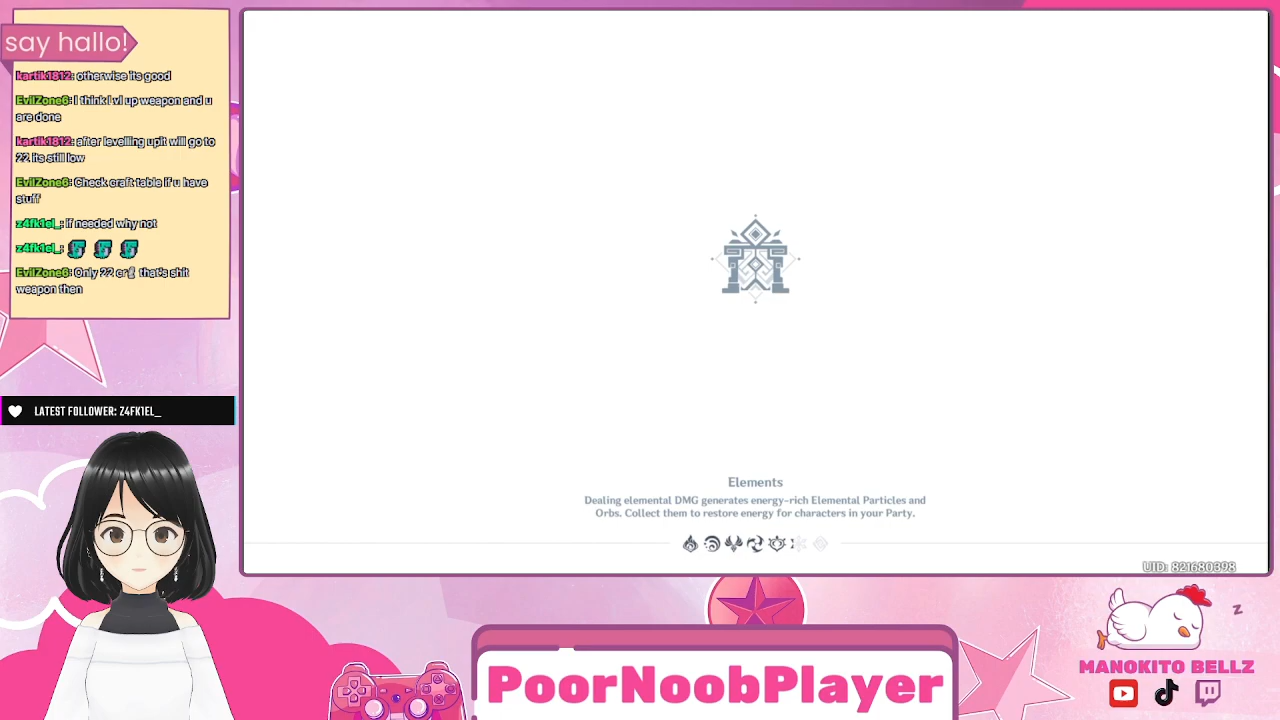 say hallo!
kartik1812: otherwise its good
EvilZone6: I think lvl up weapon and u
are done
kartik1812: after levelling upit will go to
22 its still low
EvilZone6: Check craft table if u have
stuff
z4fk1el_: If needed why not
z4fk1el_:
EvilZone6: Only 22 cr that's shit
weapon then
LATEST FOLLOWER: Z4FK1EL_
Elements
Dealing elemental DMG generates energy-rich Elemental Particles and
Orbs. Collect them to restore energy for characters in your Party.
UID: 821680398
PoorNoobPlayer
z
MANOKITO BELLZ